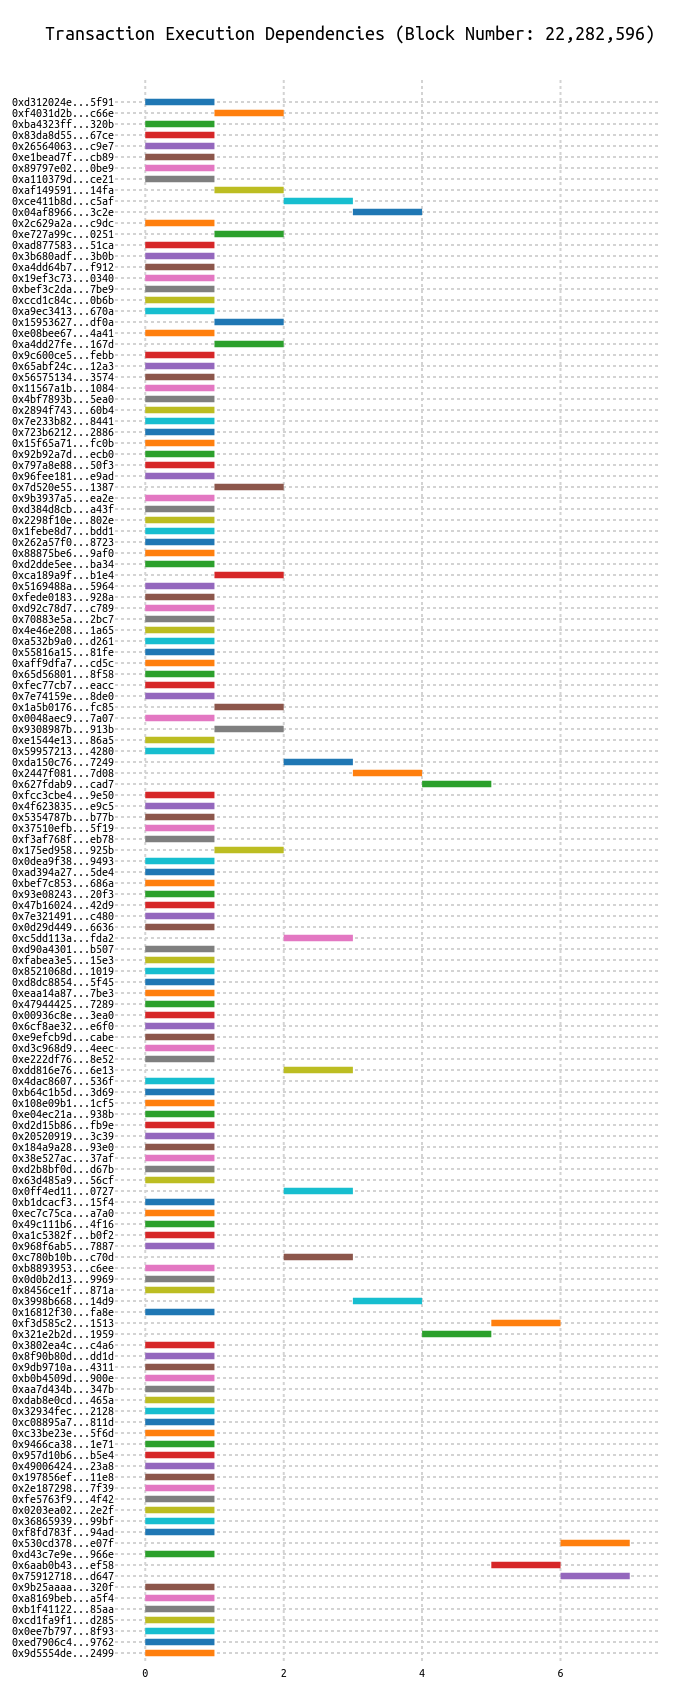 Transaction Execution Dependencies (Block Number: 22,282,596)
0xd312024e...5f91
0xf4031d2b...c66e
0xba4323ff...320b
0x83da8d55...67ce
0x26564063...c9e7
0xe1bead7f...cb89
0x89797e02...0be9
0xa110379d...ce21
0xaf149591...14fa
0xce411b8d...c5af
0x04af8966...3c2e
0x2c629a2a...c9dc
0xe727a99c...0251
0xad877583...51ca
0x3b680adf...3b0b
0xa4dd64b7...f912
0x19ef3c73...0340
0xbef3c2da...7be9
0xccd1c84c...0b6b
0xa9ec3413...670a
0x15953627...df0a
0xe08bee67...4a41
0xa4dd27fe...167d
0x9c600ce5...febb
0x65abf24c...12a3
0x56575134...3574
0x11567a1b...1084
0x4bf7893b...5ea0
0x2894f743...60b4
0x7e233b82...8441
0x723b6212...2886
0x15f65a71...fc0b
0x92b92a7d...ecb0
0x797a8e88...50f3
0x96fee181...e9ad
0x7d520e55...1387
0x9b3937a5...ea2e
0xd384d8cb...a43f
0x2298f10e...802e
0x1febe8d7...bdd1
0x262a57f0...8723
0x88875be6...9af0
0xd2dde5ee...ba34
0xca189a9f...b1e4
0x5169488a...5964
0xfede0183...928a
0xd92c78d7...c789
0x70883e5a...2bc7
0x4e46e208...1a65
0xa532b9a0...d261
0x55816a15...81fe
0xaff9dfa7...cd5c
0x65d56801...8f58
0xfec77cb7...eacc
0x7e74159e...8de0
0x1a5b0176...fc85
0x0048aec9...7a07
0x9308987b...913b
0xe1544e13...86a5
0x59957213...4280
0xda150c76...7249
0x2447f081...7d08
0x627fdab9...cad7
0xfcc3cbe4...9e50
0x4f623835...e9c5
0x5354787b...b77b
0x37510efb...5f19
0xf3af768f...eb78
0x175ed958...925b
0x0dea9f38...9493
0xad394a27...5de4
0xbef7c853...686a
0x93e08243...20f3
0x47b16024...42d9
0x7e321491...c480
0x0d29d449...6636
0xc5dd113a...fda2
0xd90a4301...b507
0xfabea3e5...15e3
0x8521068d...1019
0xd8dc8854...5f45
0xeaa14a87...7be3
0x47944425...7289
0x00936c8e...3ea0
0x6cf8ae32...e6f0
0xe9efcb9d...cabe
0xd3c968d9...4eec
0xe222df76...8e52
0xdd816e76...6e13
0x4dac8607...536f
0xb64c1b5d...3d69
0x108e09b1...1cf5
0xe04ec21a...938b
0xd2d15b86...fb9e
0x20520919...3c39
0x184a9a28...93e0
0x38e527ac...37af
0xd2b8bf0d...d67b
0x63d485a9...56cf
0x0ff4ed11...0727
0xb1dcacf3...15f4
0xec7c75ca...a7a0
0x49c111b6...4f16
0xa1c5382f...b0f2
0x968f6ab5...7887
0xc780b10b...c70d
0xb8893953...c6ee
0x0d0b2d13...9969
0x8456ce1f...871a
0x3998b668...14d9
0x16812f30...fa8e
0xf3d585c2...1513
0x321e2b2d...1959
0x3802ea4c...c4a6
0x8f90b80d...dd1d
0x9db9710a...4311
0xb0b4509d...900e
0xaa7d434b...347b
0xdab8e0cd...465a
0x32934fec...2128
0xc08895a7...811d
0xc33be23e...5f6d
0x9466ca38...1e71
0x957d10b6...b5e4
0x49006424...23a8
0x197856ef...11e8
0x2e187298...7f39
0xfe5763f9...4f42
0x0203ea02...2e2f
0x36865939...99bf
0xf8fd783f...94ad
0x530cd378...e07f
0xd43c7e9e...966e
0x6aab0b43...ef58
0x75912718...d647
0x9b25aaaa...320f
0xa8169beb...a5f4
0xb1f41122...85aa
0xcd1fa9f1...d285
0x0ee7b797...8f93
0xed7906c4...9762
0x9d5554de...2499
0 2 4 6